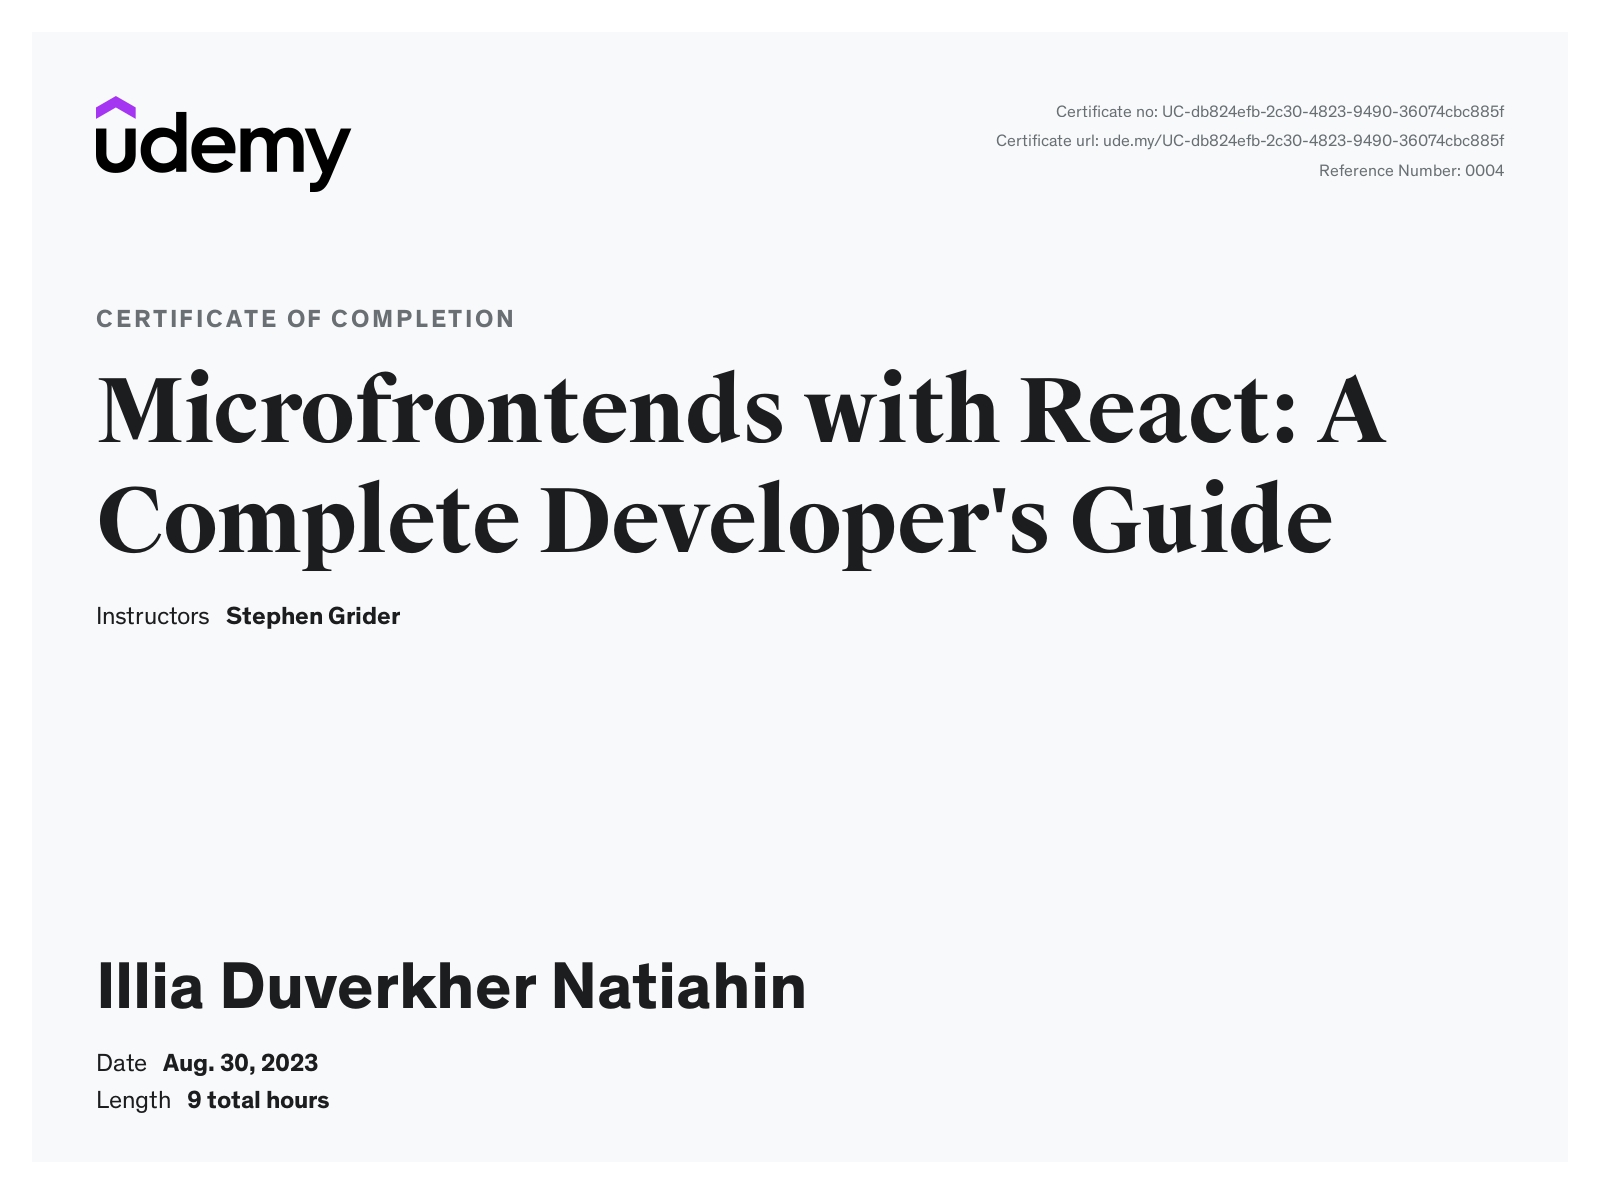 udemy
Certificate no: UC-db824efb-2c30-4823-9490-36074cbc885f
Certificate url: ude.my/UC-db824efb-2c30-4823-9490-36074cbc885f
Reference Number: 0004
CERTIFICATE OF COMPLETION
Microfrontends with React: A
Complete Developer's Guide
Instructors Stephen Grider
Illia Duverkher Natiahin
Date Aug. 30, 2023
Length 9 total hours